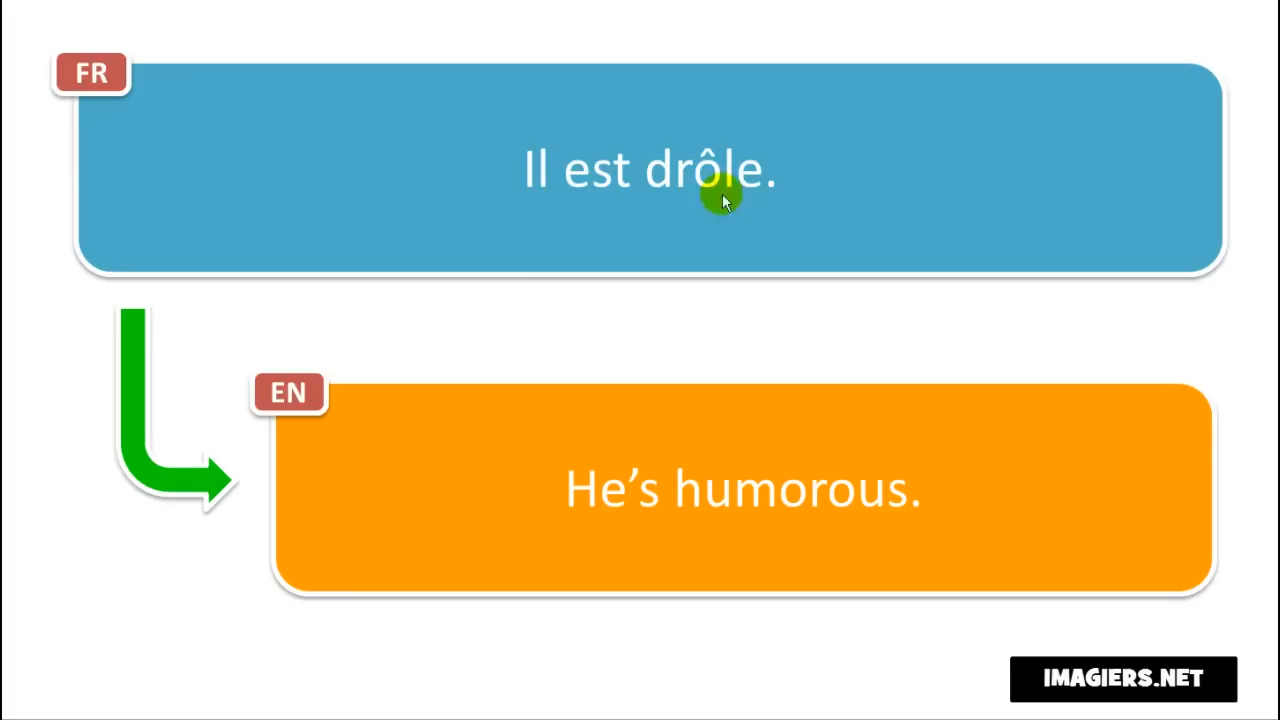 FR
Il est drôle.
EN
He’s humorous.
IMAGIERS.NET